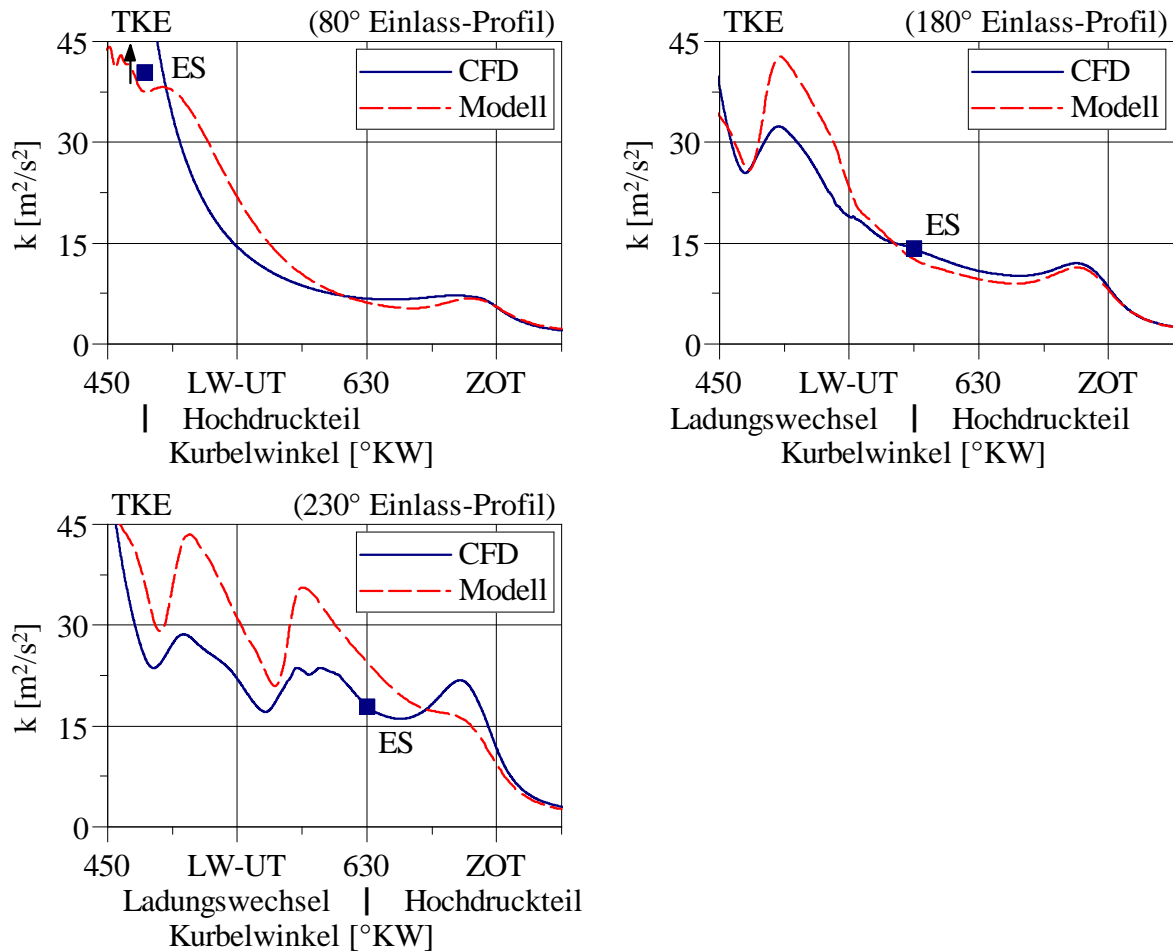 TKE (80° Einlass-Profil)
45
30
15
0
k [m²/s²]
ES
CFD
Modell
450 LW-UT 630 ZOT
Hochdruckteil
Kurbelwinkel [°KW]
TKE (180° Einlass-Profil)
45
30
15
0
k [m²/s²]
CFD
Modell
ES
450 LW-UT 630 ZOT
Ladungswechsel Hochdruckteil
Kurbelwinkel [°KW]
TKE (230° Einlass-Profil)
45
30
15
0
k [m²/s²]
CFD
Modell
ES
450 LW-UT 630 ZOT
Ladungswechsel Hochdruckteil
Kurbelwinkel [°KW]